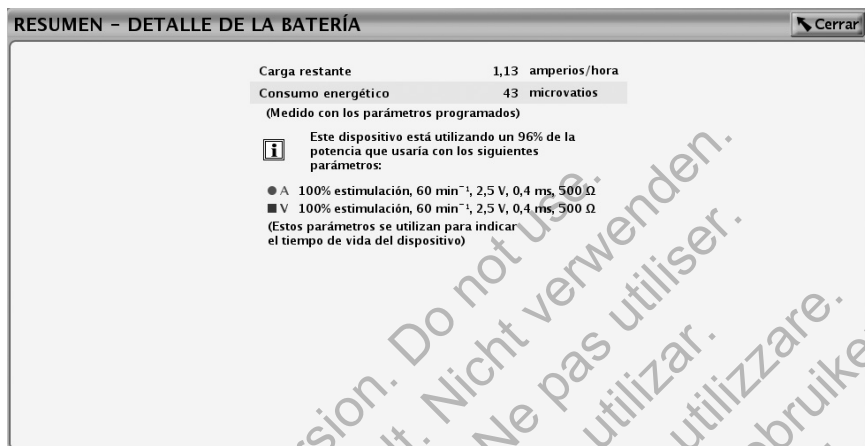 RESUMEN – DETALLE DE LA BATERÍA
Cerrar
Carga restante 1,13 amperios/hora
Consumo energético 43 microvatios
(Medido con los parámetros programados)
Este dispositivo está utilizando un 96% de la
potencia que usaría con los siguientes
parámetros:
A 100% estimulación, 60 min⁻¹, 2,5 V, 0,4 ms, 500 Ω
V 100% estimulación, 60 min⁻¹, 2,5 V, 0,4 ms, 500 Ω
(Estos parámetros se utilizan para indicar
el tiempo de vida del dispositivo)
Do not use.
Nicht verwenden.
Ne pas utiliser.
utilizar.
utilizzare.